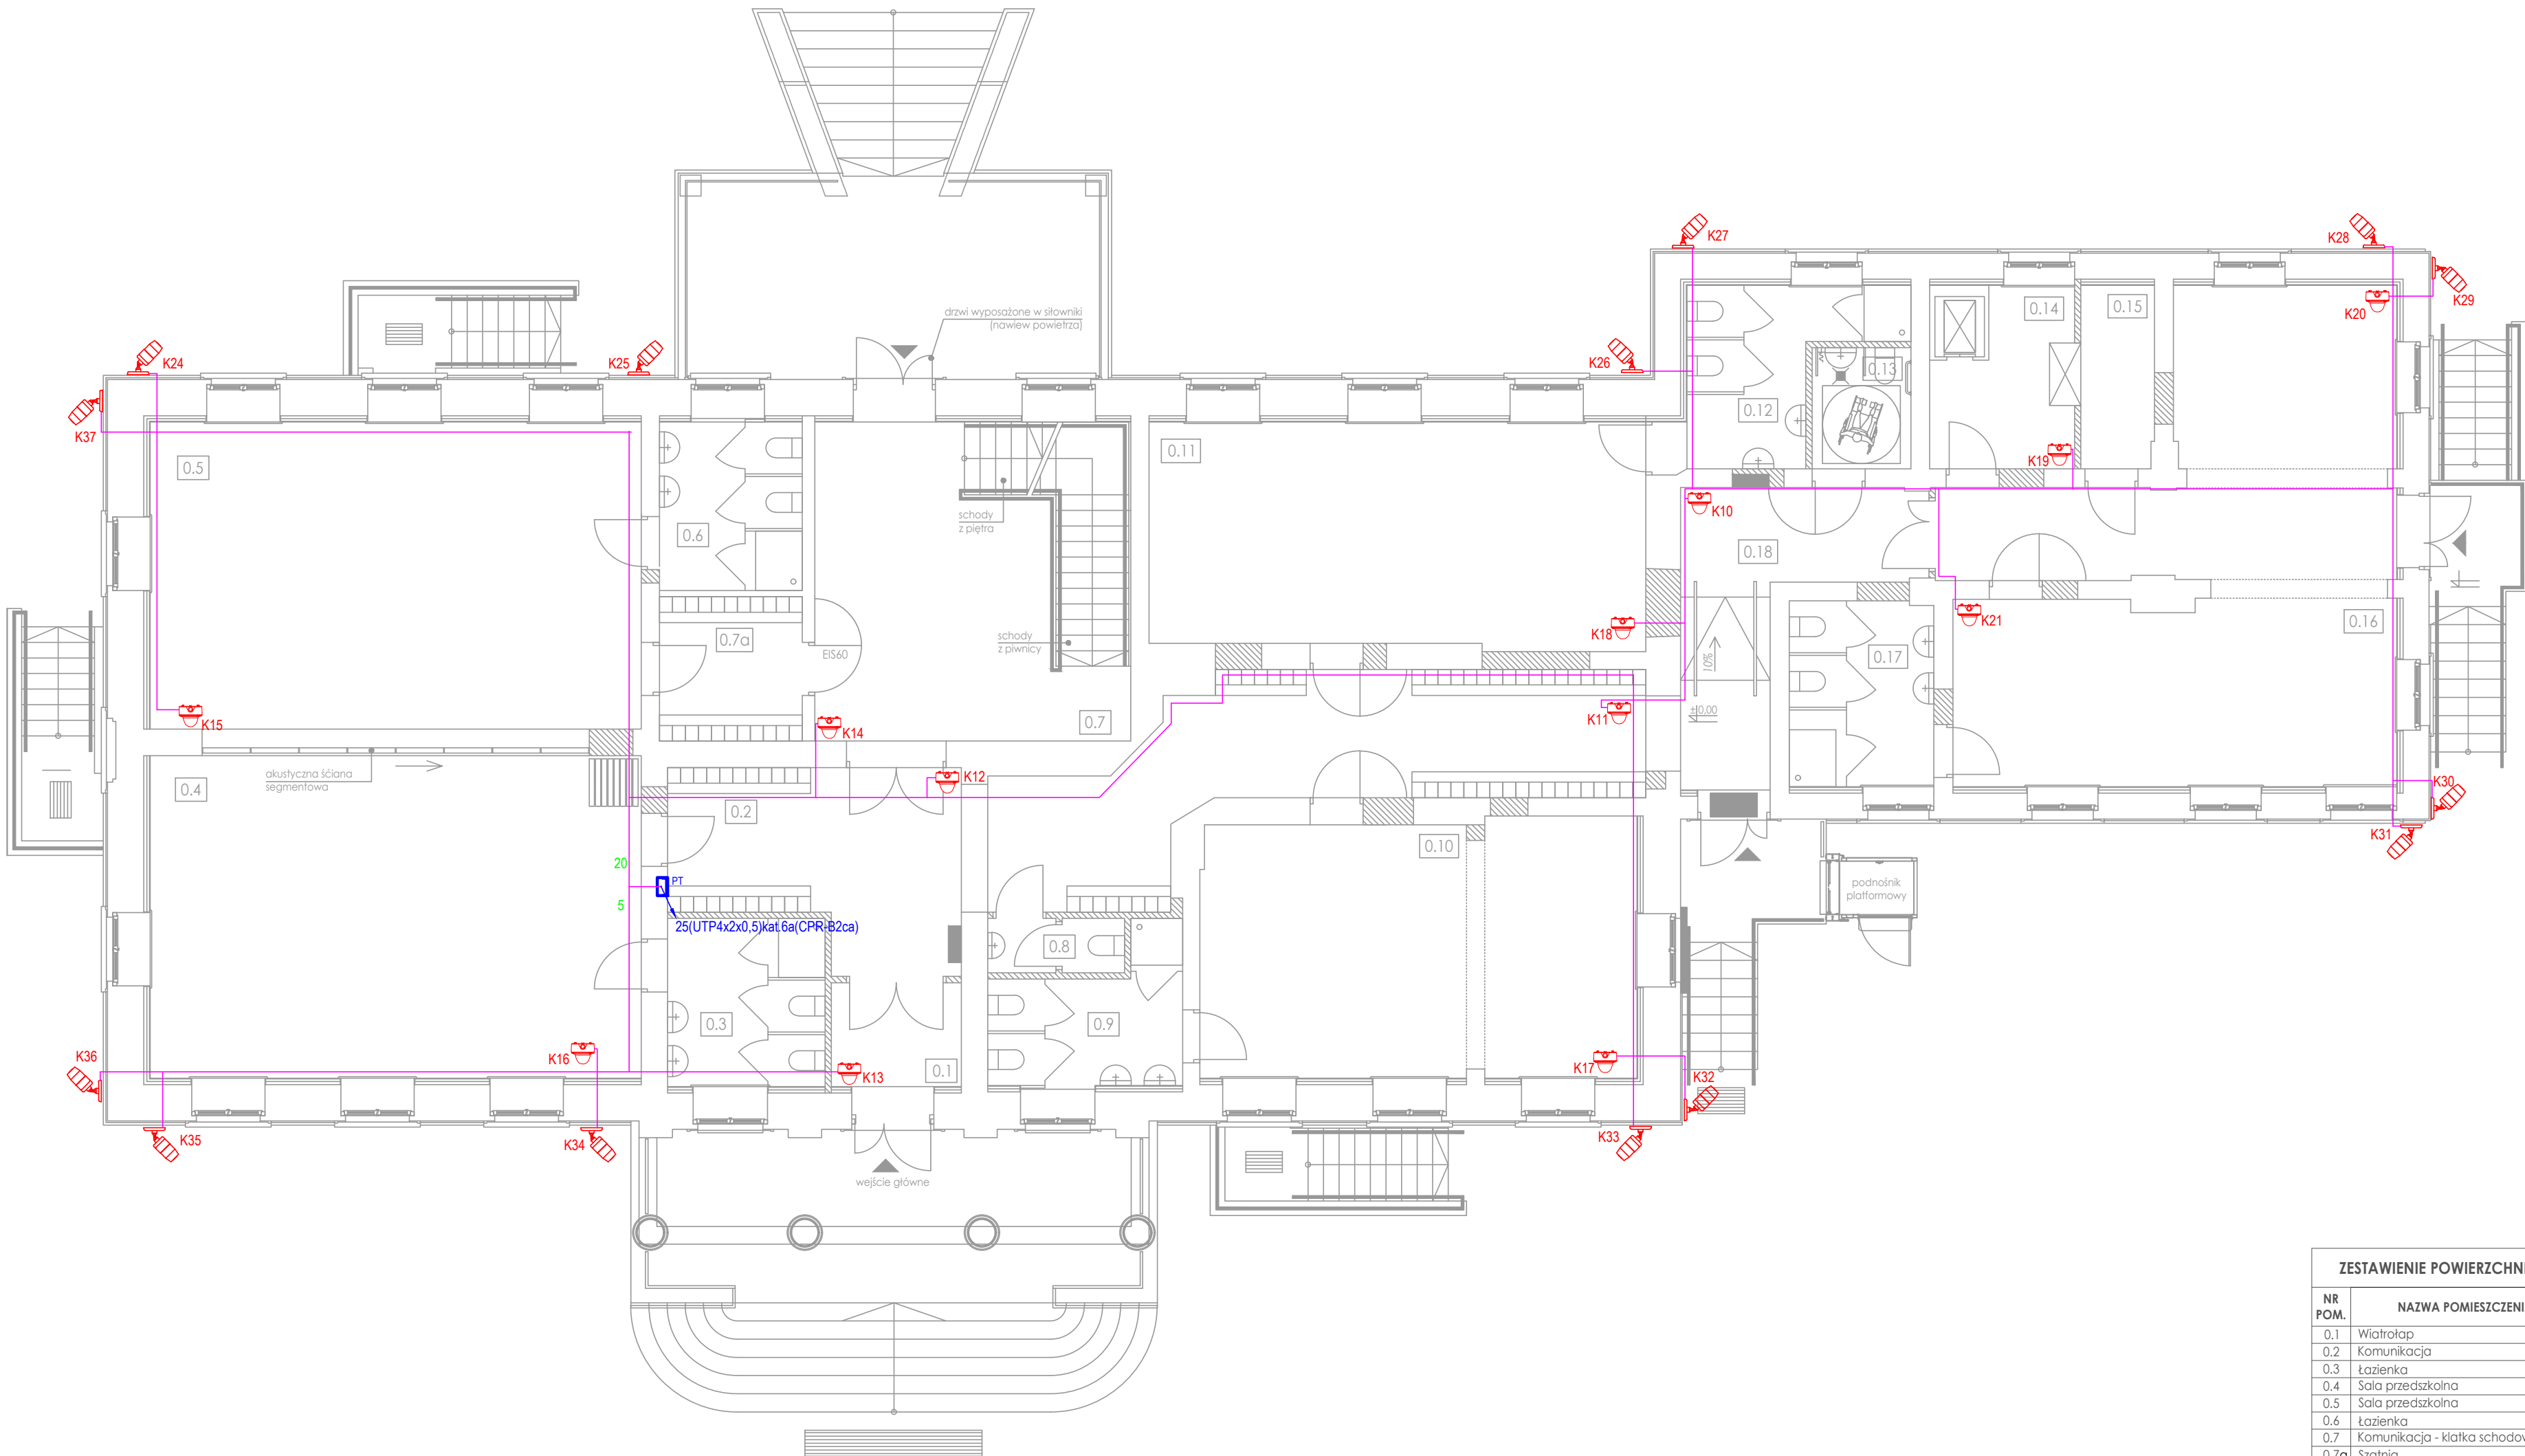 drzwi wyposażone w siłowniki
(nawiew powietrza)
K27
K28
K29
K20
K24
K25
K26
K37
0.14
0.15
0.13
0.12
0.5
0.6
0.11
K19
schody
z piętra
K10
0.18
0.7a
EIS60
schody
z piwnicy
K18
10%
0.17
K21
0.16
K15
K14
0.7
K11
±0,00
akustyczna śćiana
segmentowa
0.4
K12
0.2
K30
K31
0.10
20
PT
5
25(UTP4x2x0,5)kat.6a(CPR-B2ca)
podnośnik
platformowy
0.8
0.3
0.9
K36
K16
K13
0.1
K17
K32
K35
K34
K33
wejście główne
ZESTAWIENIE POWIERZCHNI
NR
POM.
NAZWA POMIESZCZENI
0.1 Wiatrołap
0.2 Komunikacja
0.3 Łazienka
0.4 Sala przedszkolna
0.5 Sala przedszkolna
0.6 Łazienka
0.7 Komunikacja - klatka schodow
0.7a Szatnia